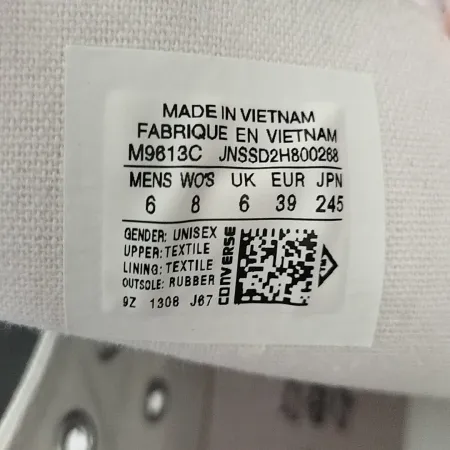 MADE IN VIETNAM
FABRIQUE EN VIETNAM
M9613C JNSSD2H800268
MENS WO'S UK EUR JPN
6 8 6 39 245
GENDER: UNISEX
UPPER: TEXTILE
LINING: TEXTILE
OUTSOLE: RUBBER
9Z 1308 J67
CONVERSE